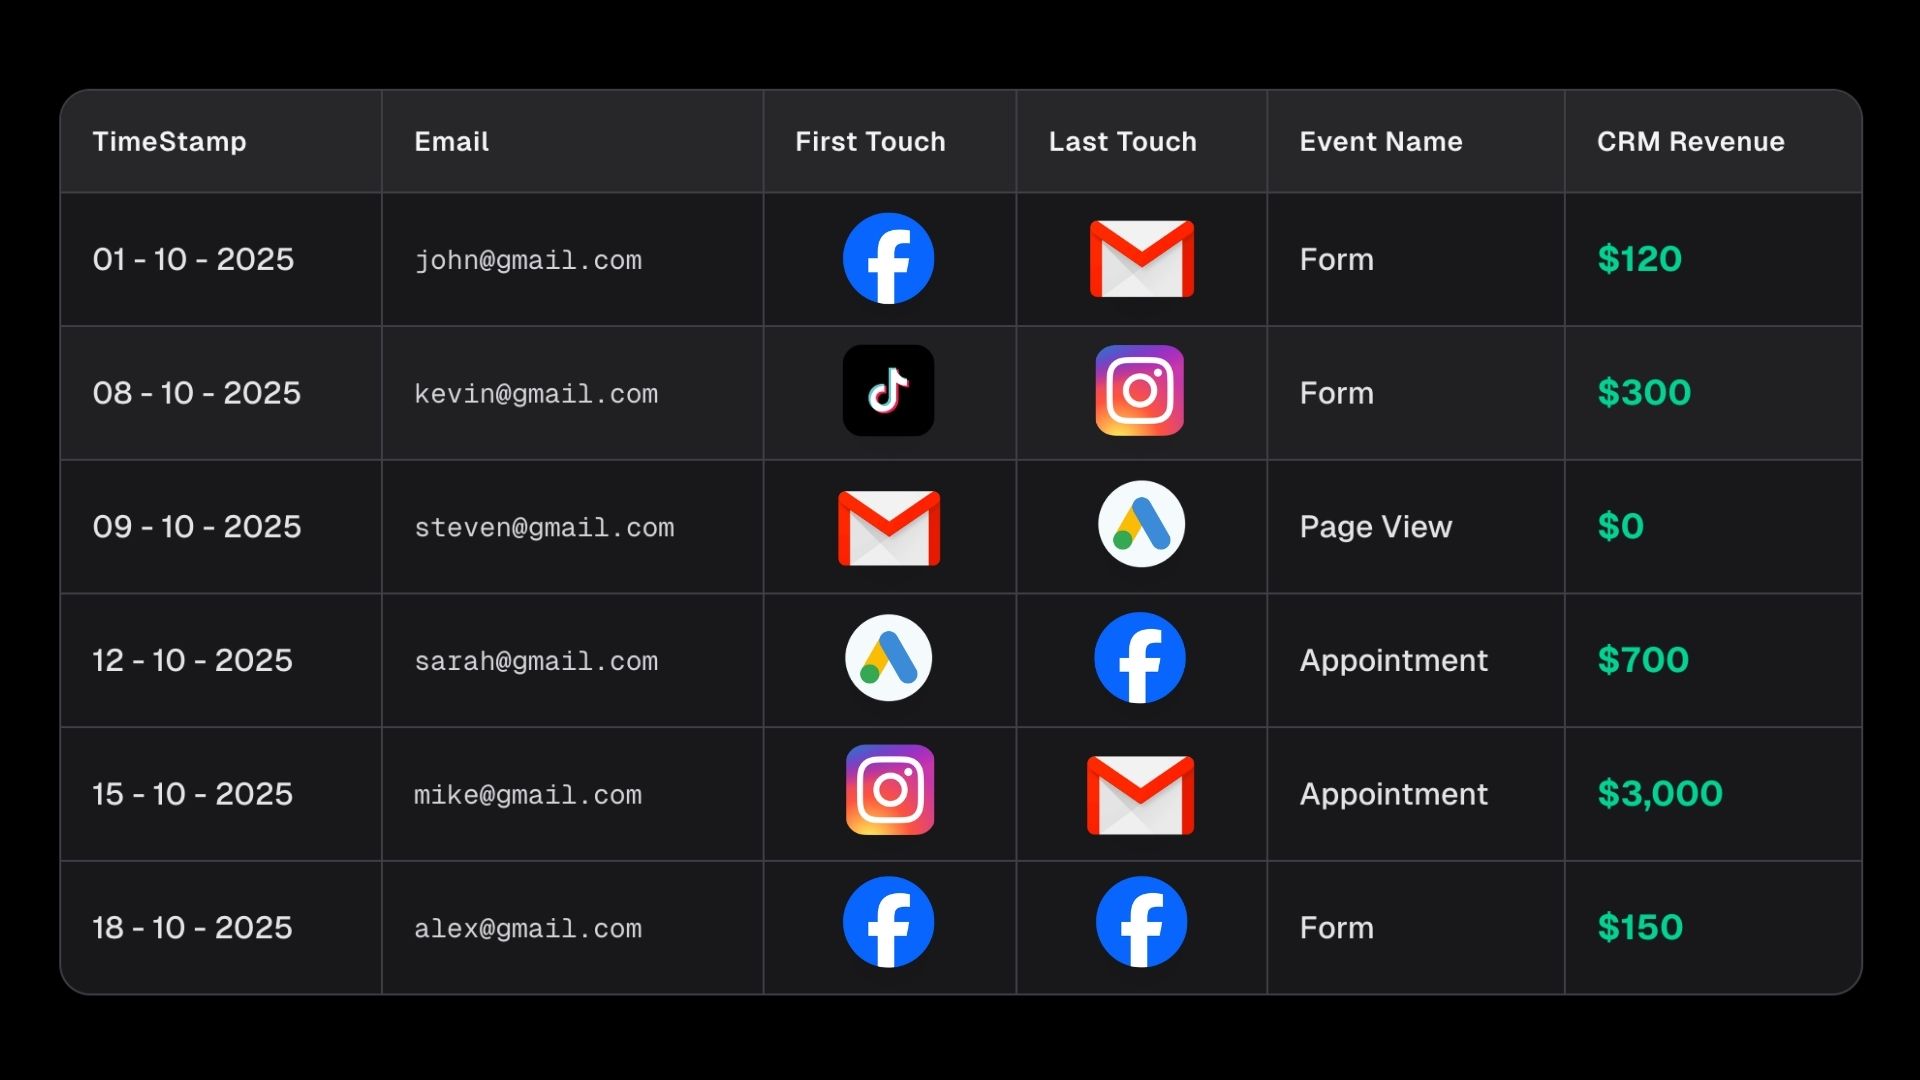 TimeStamp Email First Touch Last Touch Event Name CRM Revenue
01 - 10 - 2025 john@gmail.com Form $120
08 - 10 - 2025 kevin@gmail.com Form $300
09 - 10 - 2025 steven@gmail.com Page View $0
12 - 10 - 2025 sarah@gmail.com Appointment $700
15 - 10 - 2025 mike@gmail.com Appointment $3,000
18 - 10 - 2025 alex@gmail.com Form $150